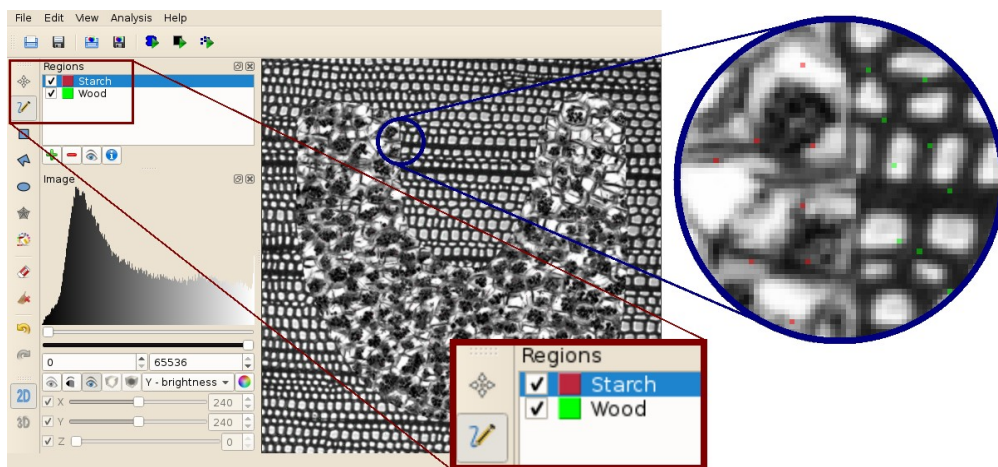 File Edit View Analysis Help
Regions
Starch
Wood
Image
0 65536
Y - brightness
2D X 240
3D Y 240
Z 0
Regions
Starch
Wood